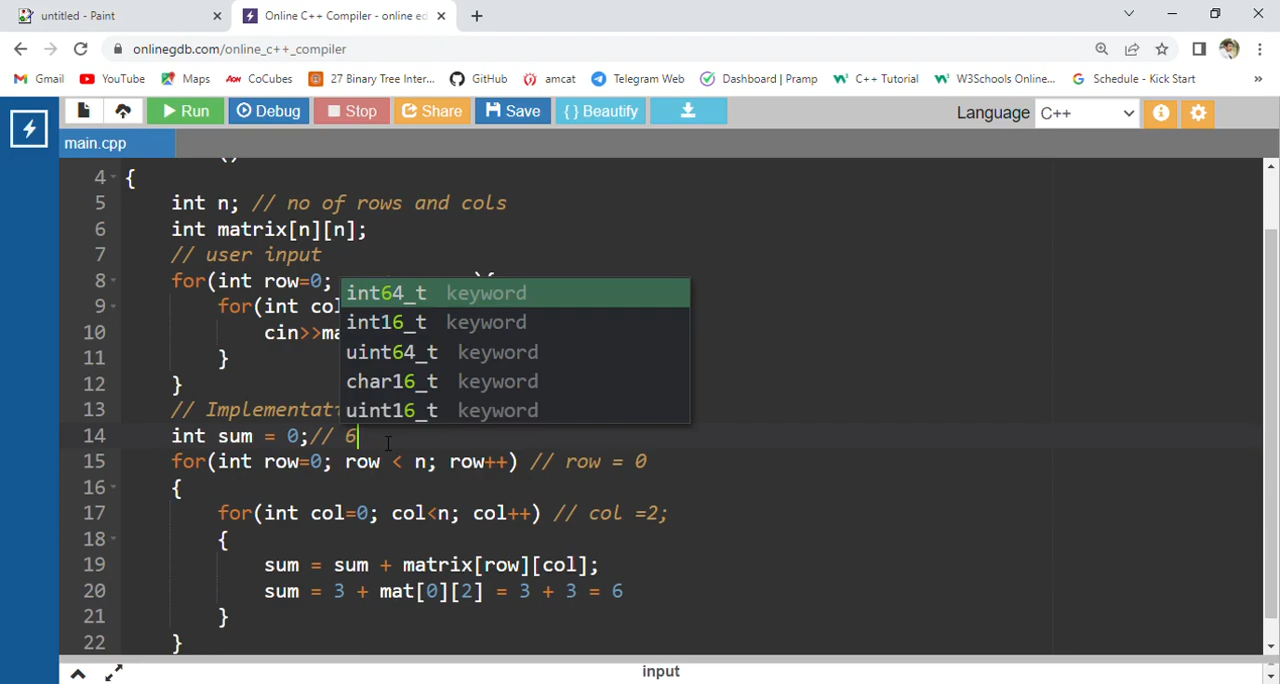 untitled - Paint
Online C++ Compiler - online ed
onlinegdb.com/online_c++_compiler
Gmail YouTube Maps AON CoCubes 27 Binary Tree Inter... GitHub amcat Telegram Web Dashboard | Pramp C++ Tutorial W3Schools Online... Schedule - Kick Start »
Run Debug Stop Share Save { } Beautify Language C++
main.cpp
4 {
5 int n; // no of rows and cols
6 int matrix[n][n];
7 // user input
8 for(int row=0;
9 for(int col
10 cin>>ma
11 }
12 }
13 // Implementat
int64_t keyword
int16_t keyword
uint64_t keyword
char16_t keyword
uint16_t keyword
14 int sum = 0;// 6
15 for(int row=0; row < n; row++) // row = 0
16 {
17 for(int col=0; col<n; col++) // col =2;
18 {
19 sum = sum + matrix[row][col];
20 sum = 3 + mat[0][2] = 3 + 3 = 6
21 }
22 }
input